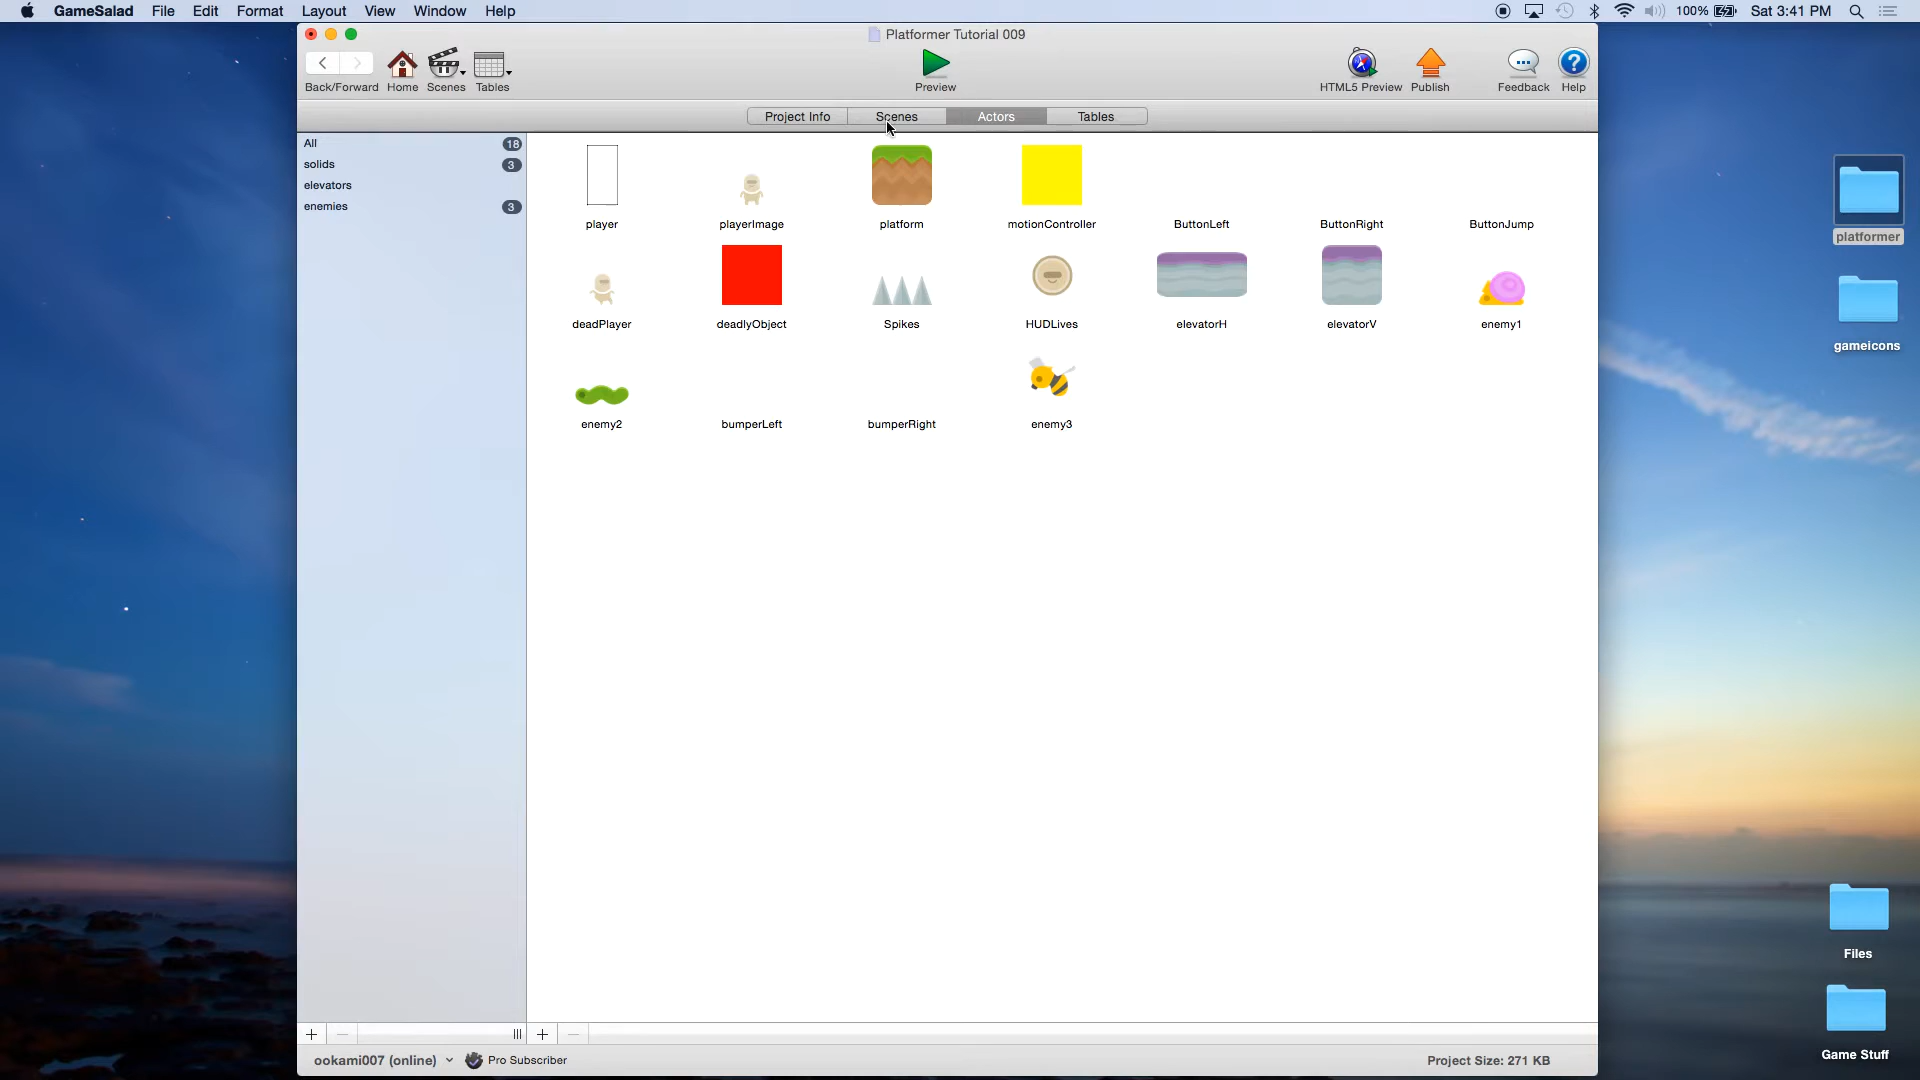 GameSalad File Edit Format Layout View Window Help
100% Sat 3:41 PM
Platformer Tutorial 009
Back/Forward Home Scenes Tables Preview HTML5 Preview Publish Feedback Help
Project Info Scenes Actors Tables
All 18
solids 3
elevators
enemies 3
player playerImage platform motionController ButtonLeft ButtonRight ButtonJump
deadPlayer deadlyObject Spikes HUDLives elevatorH elevatorV enemy1
enemy2 bumperLeft bumperRight enemy3
platformer
gameicons
Files
Game Stuff
ookami007 (online) Pro Subscriber Project Size: 271 KB